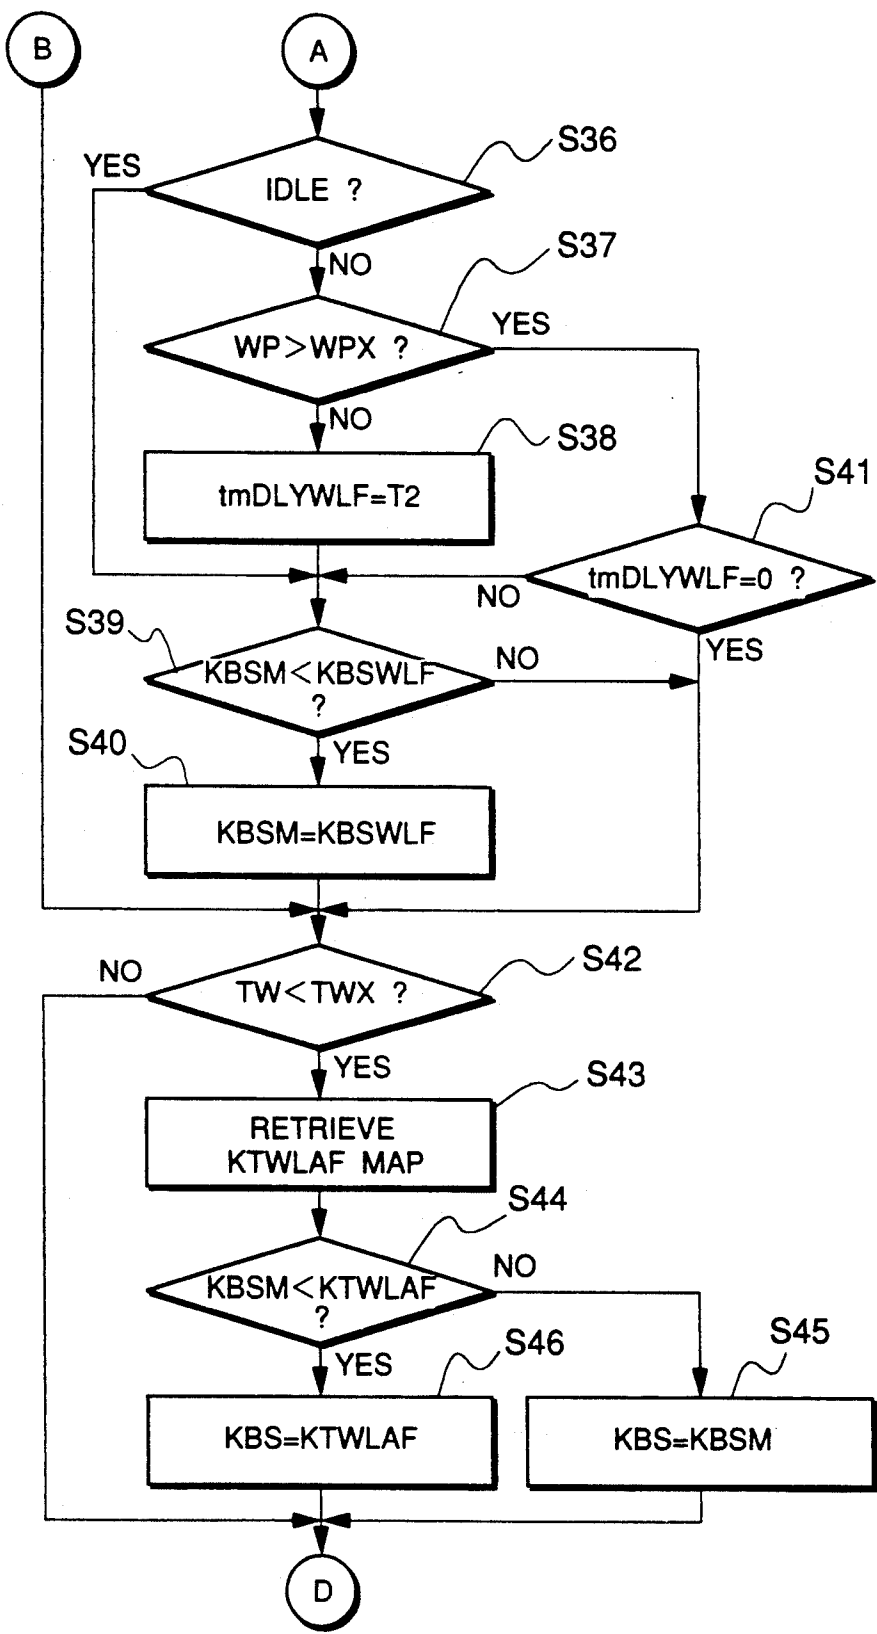 B
A
S36
YES
IDLE ?
NO
S37
YES
WP>WPX ?
NO
S38
tmDLYWLF=T2
S41
tmDLYWLF=0 ?
NO
YES
S39
KBSM<KBSWLF
?
NO
YES
S40
KBSM=KBSWLF
S42
NO
TW<TWX ?
YES
S43
RETRIEVE
KTWLAF MAP
S44
NO
KBSM<KTWLAF
?
YES
S46
S45
KBS=KTWLAF
KBS=KBSM
D